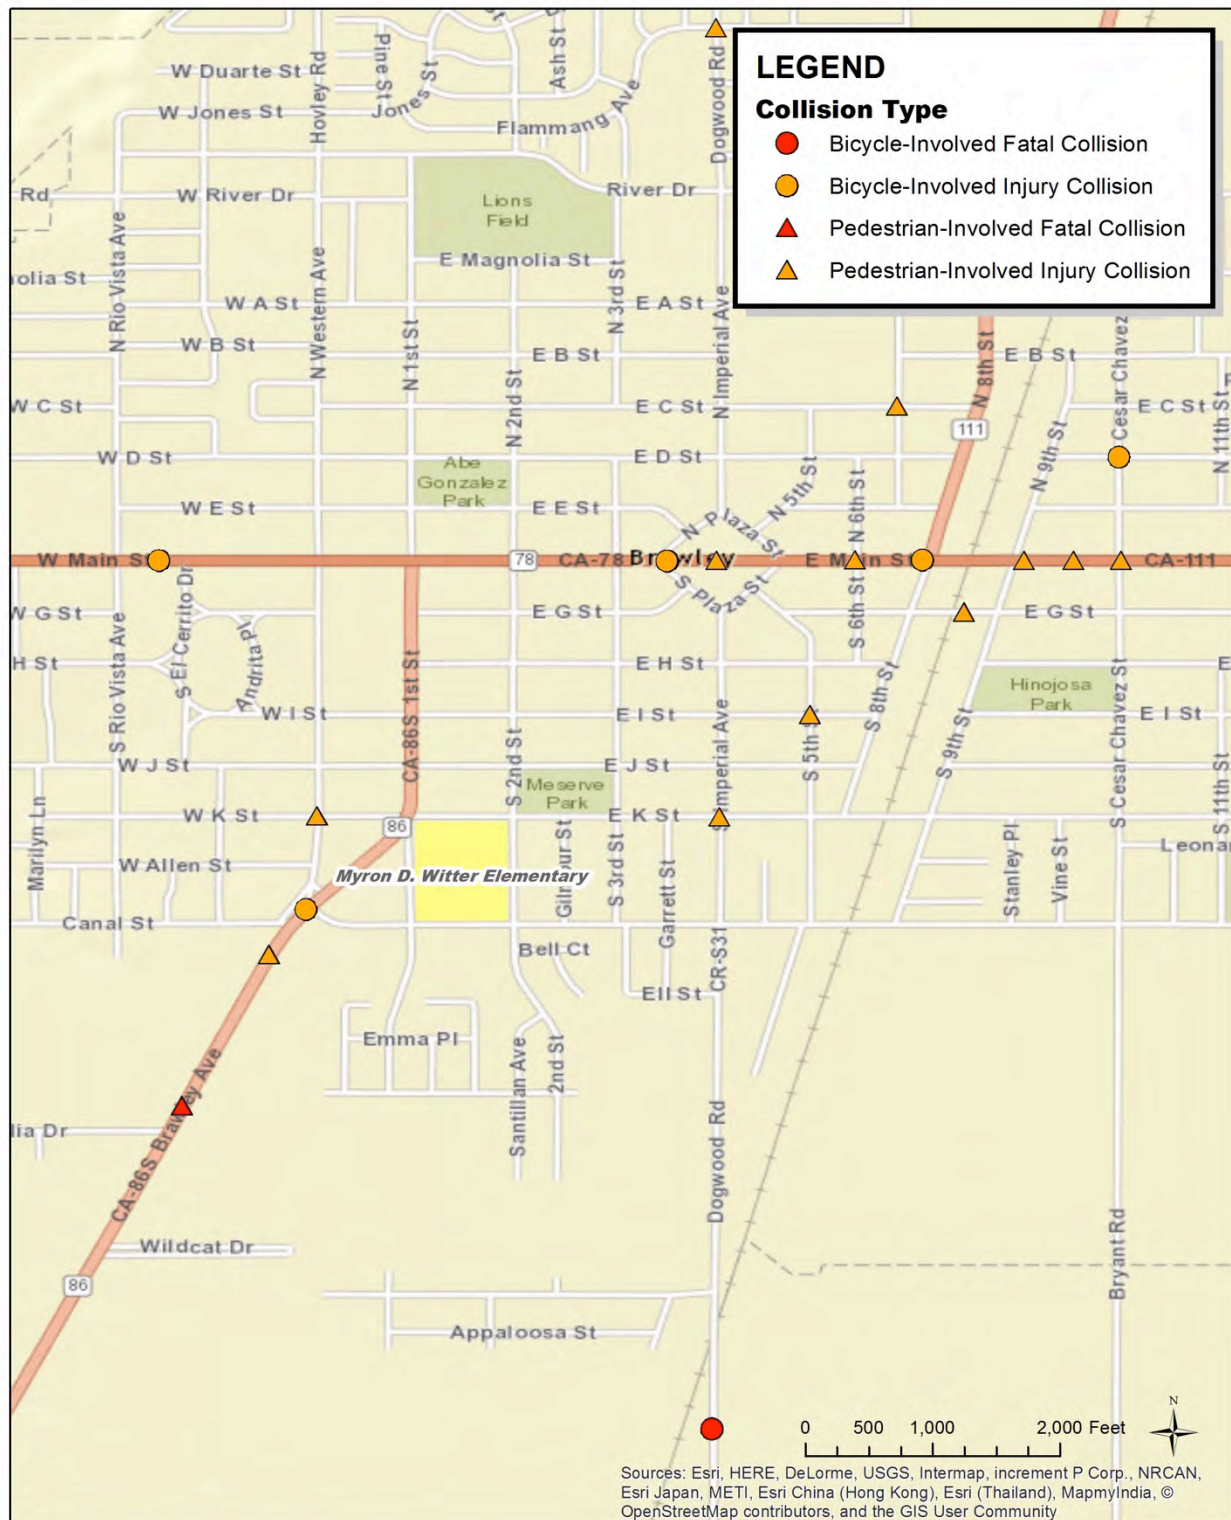 LEGEND
Collision Type
Bicycle-Involved Fatal Collision
Bicycle-Involved Injury Collision
Pedestrian-Involved Fatal Collision
Pedestrian-Involved Injury Collision
W Duarte St
Hovley Rd
Pine St
Jones St
Ash St
Dogwood Rd
W Jones St
Flammang Ave
Rd
W River Dr
Lions
Field
River Dr
N Rio Vista Ave
olia St
E Magnolia St
N Western Ave
N 1st St
N 2nd St
N 3rd St
N Imperial Ave
W A St
E A St
W B St
E B St
E B St
N 8th St
Cesar Chavez
W C St
E C St
E C St
111
N 11th St
W D St
Abe
Gonzalez
Park
E D St
N 5th St
N 6th St
N 9th St
W E St
E E St
N Plaza St
W Main St
78
CA-78
Brawley
E Main St
CA-111
S Plaza St
W G St
S El Cerrito Dr
Andrita Pl
E G St
S 6th St
E G St
H St
E H St
E
S Rio Vista Ave
CA-86S 1st St
S 8th St
Hinojosa
Park
W I St
E I St
E I St
S 2nd St
S Imperial Ave
S 5th St
S 9th St
S Cesar Chavez St
S 11th St
W J St
E J St
Meserve
Park
Marilyn Ln
W K St
86
E K St
W Allen St
Myron D. Witter Elementary
Gilmour St
S 3rd St
Garrett St
Stanley Pl
Vine St
Leonar
Canal St
Bell Ct
CR-S31
Ell St
Emma Pl
Santillan Ave
2nd St
CA-86S Brawley Ave
lia Dr
Dogwood Rd
Wildcat Dr
Bryant Rd
86
Appaloosa St
N
0 500 1,000 2,000 Feet
Sources: Esri, HERE, DeLorme, USGS, Intermap, increment P Corp., NRCAN,
Esri Japan, METI, Esri China (Hong Kong), Esri (Thailand), MapmyIndia, ©
OpenStreetMap contributors, and the GIS User Community